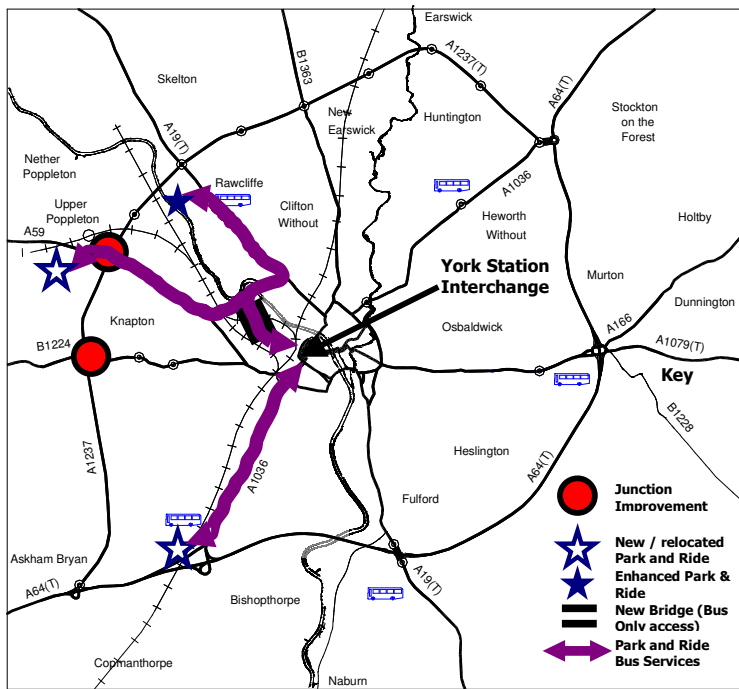 Earswick
A1237(T)
B1363
Skelton
A64(T)
Stockton
on the
Forest
New
Earswick
Huntington
A19(T)
Nether
Poppleton
A1036
Rawcliffe
Upper
Poppleton
Clifton
Without
Heworth
Without
Holtby
A59
York Station
Interchange
Murton
Dunnington
Knapton
Osbaldwick
A166
B1224
A1079(T)
Key
B1228
A1237
A1036
Heslington
A64(T)
Fulford
Junction
Improvement
New / relocated
Park and Ride
Askham Bryan
A64(T)
Enhanced Park &
Ride
A19(T)
Bishopthorpe
New Bridge (Bus
Only access)
Park and Ride
Bus Services
Copmanthorpe
Naburn